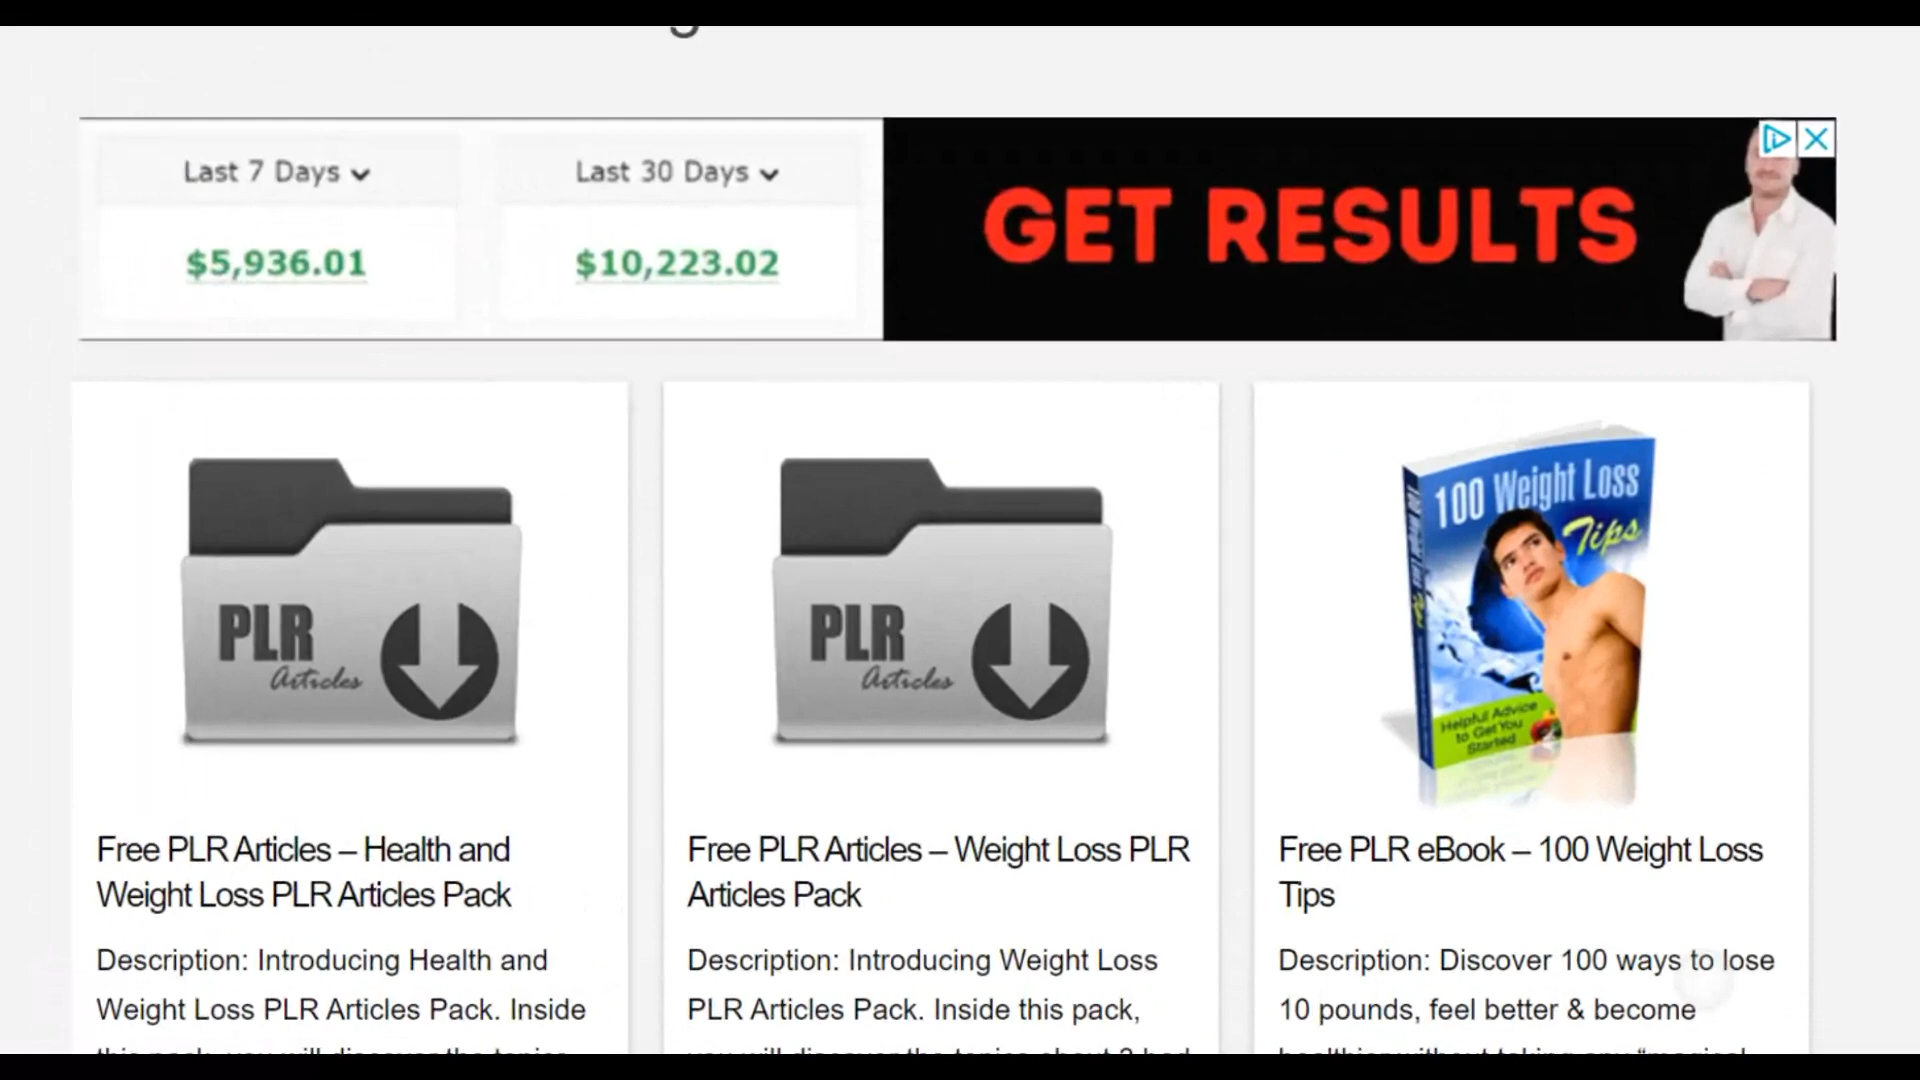 Last 7 Days
Last 30 Days
$5,936.01
$10,223.02
GET RESULTS
PLR
Articles
PLR
Articles
100 Weight Loss
Tips
Helpful Advice
to Get You
Started
Free PLR Articles – Health and
Weight Loss PLR Articles Pack
Description: Introducing Health and
Weight Loss PLR Articles Pack. Inside
Free PLR Articles – Weight Loss PLR
Articles Pack
Description: Introducing Weight Loss
PLR Articles Pack. Inside this pack,
Free PLR eBook – 100 Weight Loss
Tips
Description: Discover 100 ways to lose
10 pounds, feel better & become